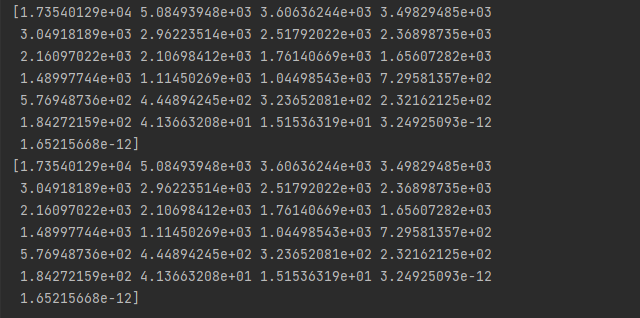 [1.73540129e+04 5.08493948e+03 3.60636244e+03 3.49829485e+03
3.04918189e+03 2.96223514e+03 2.51792022e+03 2.36898735e+03
2.16097022e+03 2.10698412e+03 1.76140669e+03 1.65607282e+03
1.48997744e+03 1.11450269e+03 1.04498543e+03 7.29581357e+02
5.76948736e+02 4.44894245e+02 3.23652081e+02 2.32162125e+02
1.84272159e+02 4.13663208e+01 1.51536319e+01 3.24925093e-12
1.65215668e-12]
[1.73540129e+04 5.08493948e+03 3.60636244e+03 3.49829485e+03
3.04918189e+03 2.96223514e+03 2.51792022e+03 2.36898735e+03
2.16097022e+03 2.10698412e+03 1.76140669e+03 1.65607282e+03
1.48997744e+03 1.11450269e+03 1.04498543e+03 7.29581357e+02
5.76948736e+02 4.44894245e+02 3.23652081e+02 2.32162125e+02
1.84272159e+02 4.13663208e+01 1.51536319e+01 3.24925093e-12
1.65215668e-12]